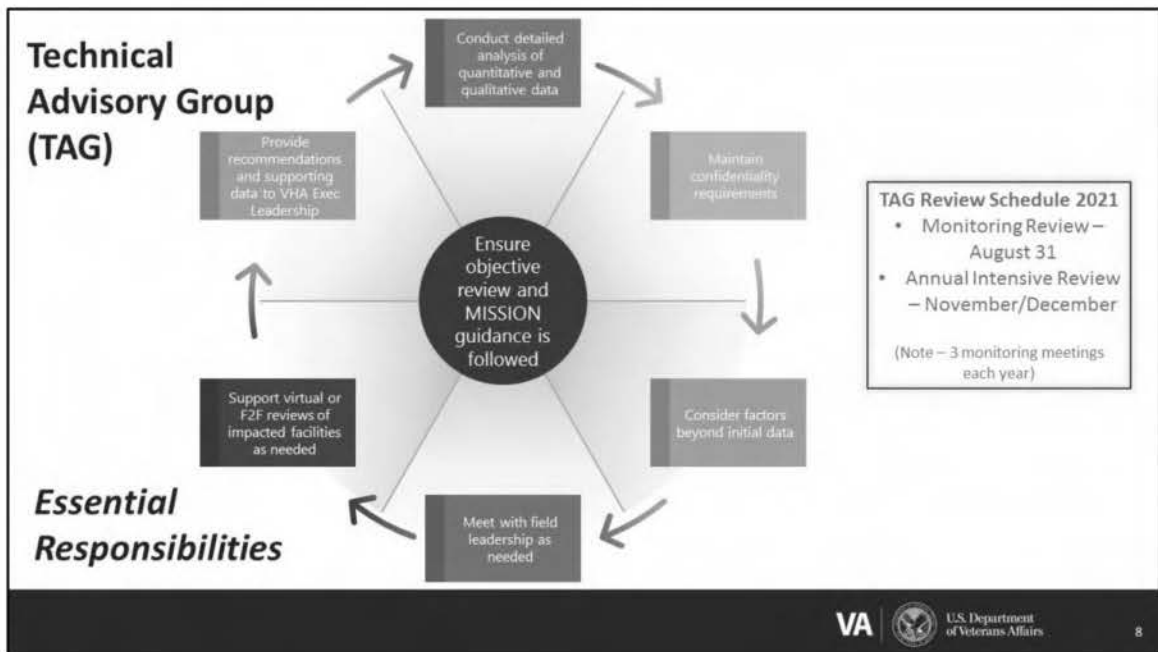 Technical
Advisory Group
(TAG)
Conduct detailed
analysis of
quantitative and
qualitative data
Maintain
confidentiality
requirements
Consider factors
beyond initial data
Meet with field
leadership as
needed
Support virtual or
F2F reviews of
impacted facilities
as needed
Provide
recommendations
and supporting
data to VHA Exec
Leadership
Ensure
objective
review and
MISSION
guidance is
followed
TAG Review Schedule 2021
• Monitoring Review –
August 31
• Annual Intensive Review
– November/December
(Note – 3 monitoring meetings
each year)
Essential
Responsibilities
VA
U.S. Department
of Veterans Affairs
8